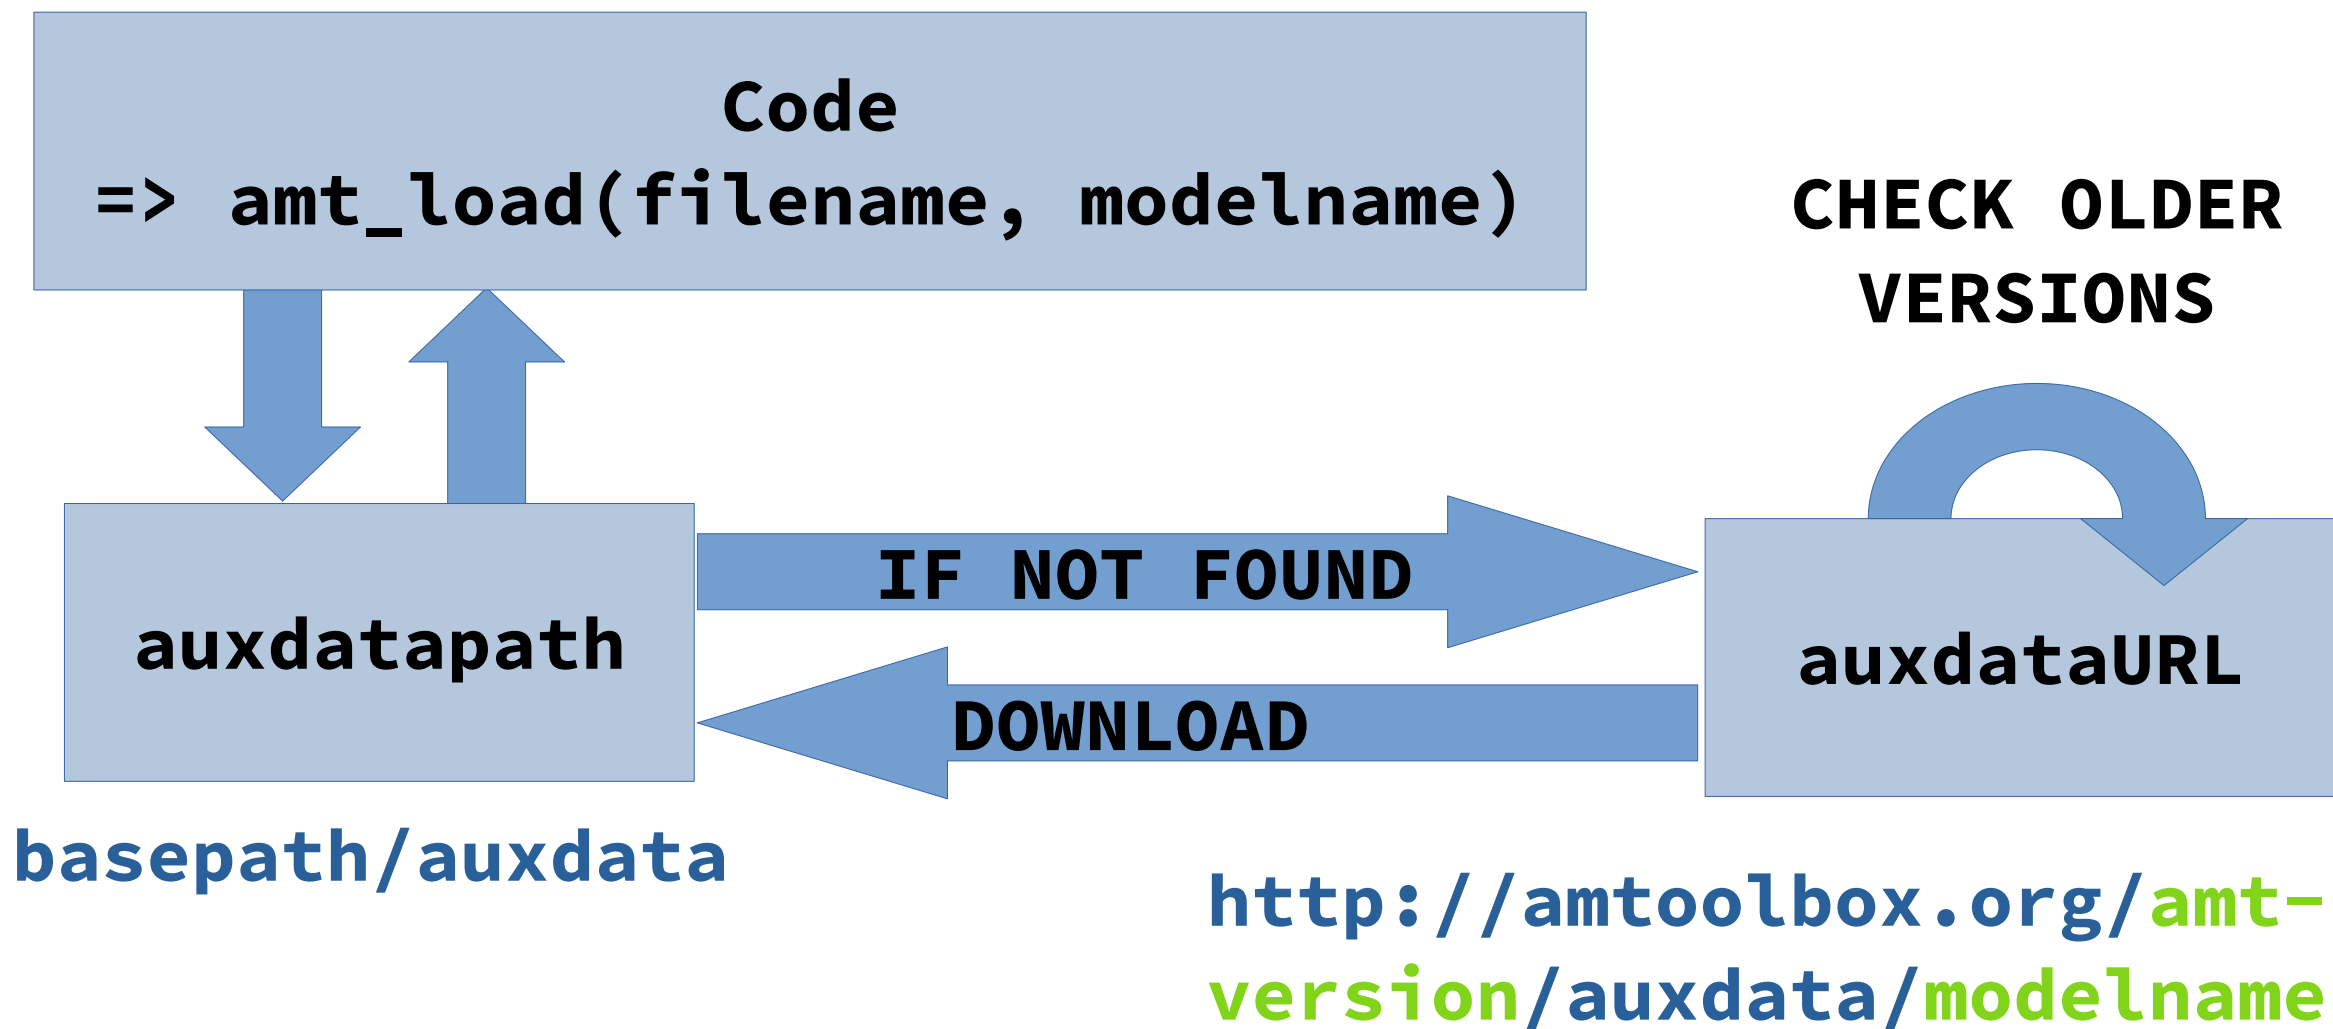 Code
=> amt_load(filename, modelname)
CHECK OLDER
VERSIONS
IF NOT FOUND
auxdatapath
auxdataURL
DOWNLOAD
basepath/auxdata
http://amtoolbox.org/amt-
version/auxdata/modelname